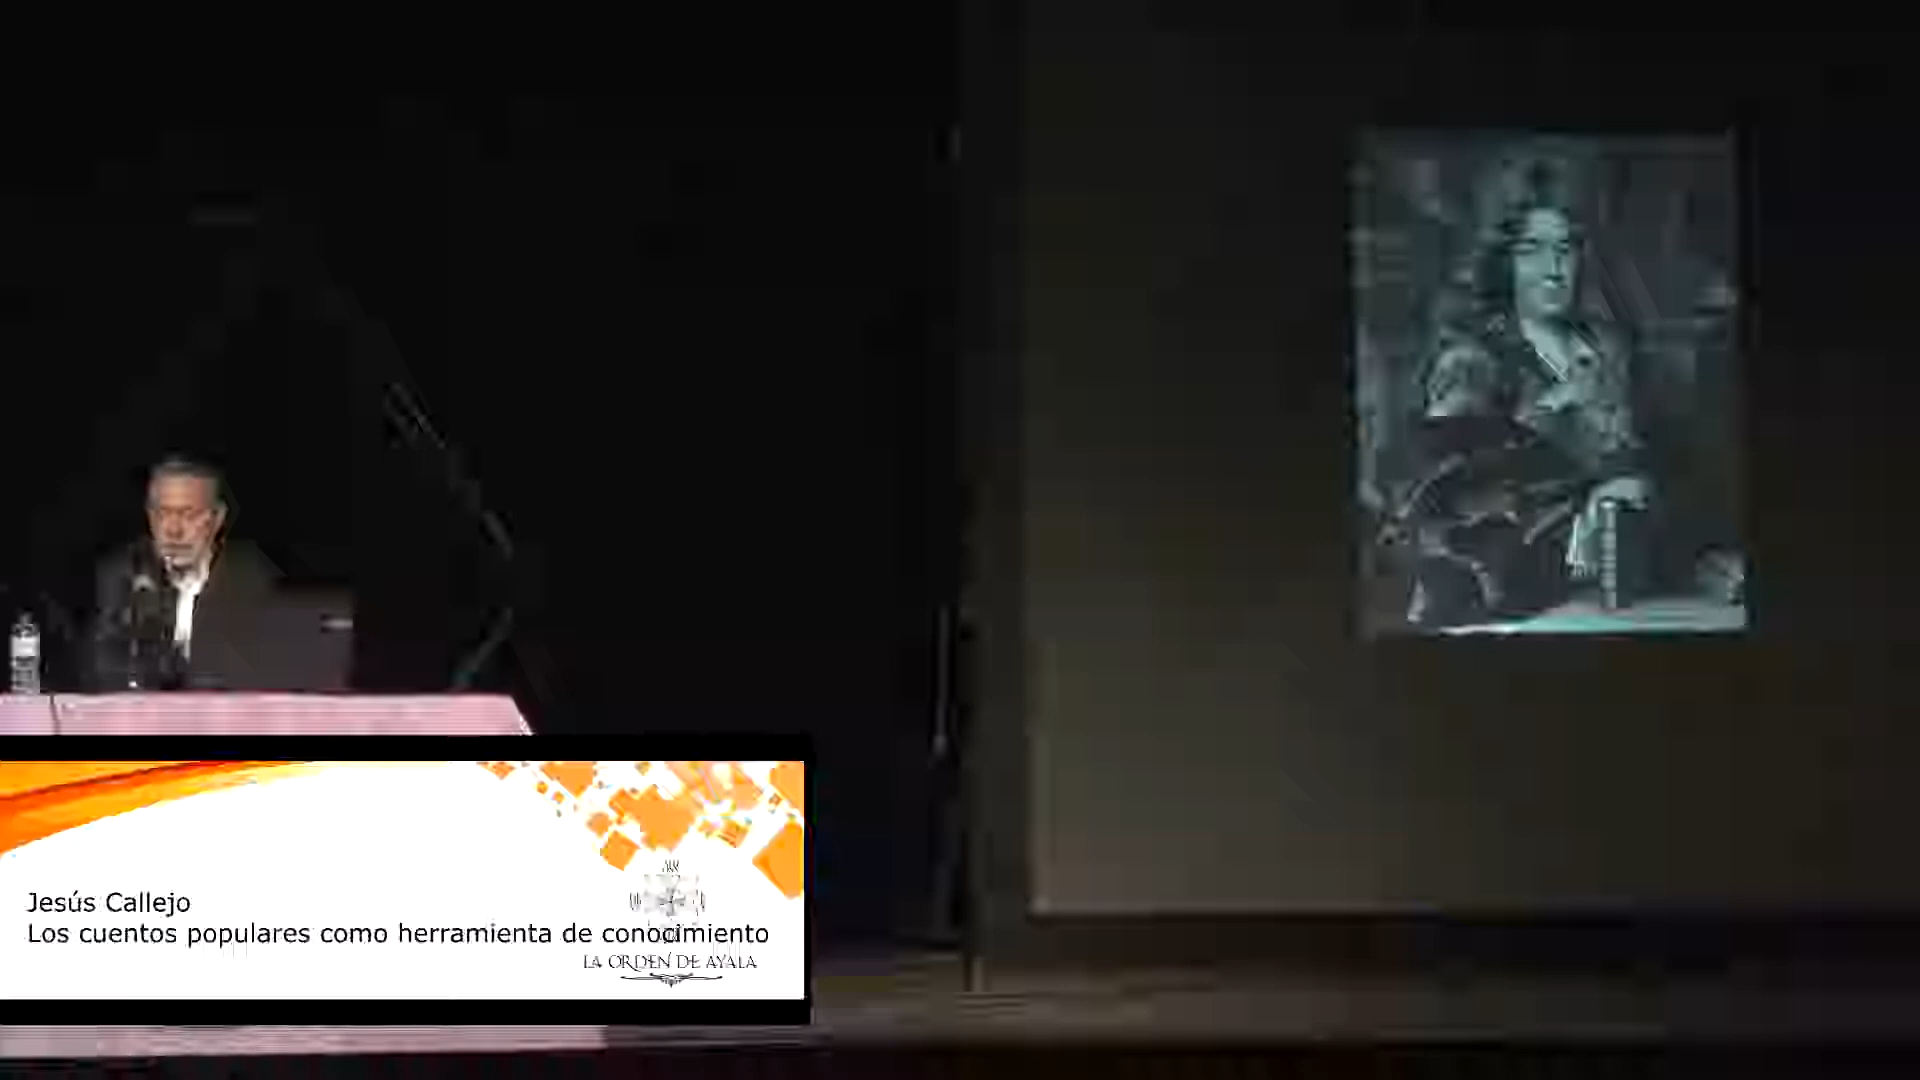 Jesús Callejo
Los cuentos populares como herramienta de conocimiento
LA ORDEN DE AYALA